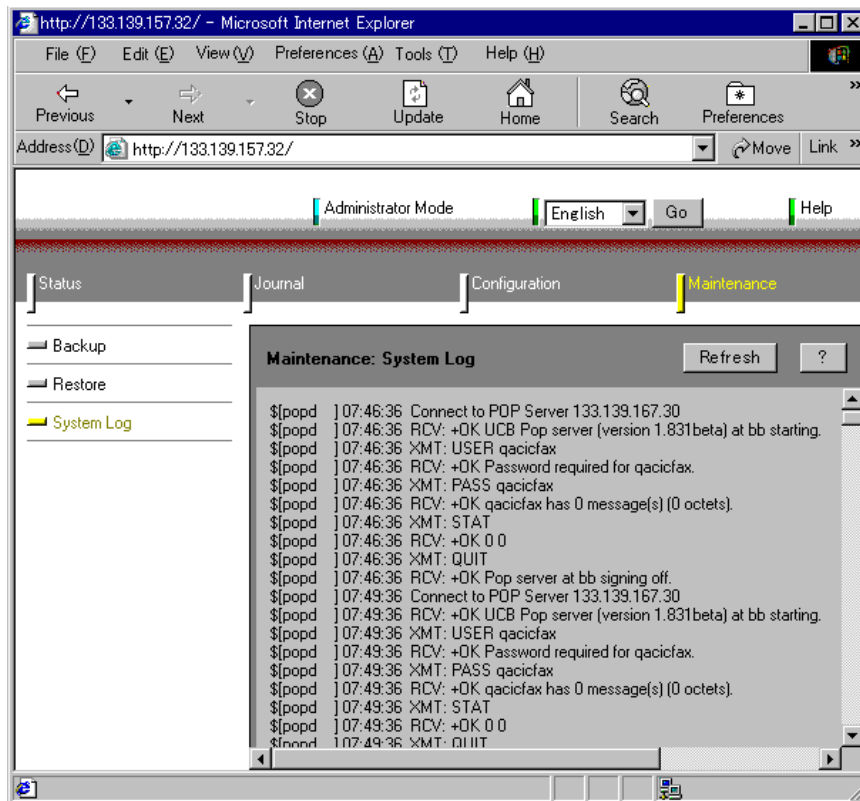 http://133.139.157.32/ - Microsoft Internet Explorer
File (F) Edit (E) View (V) Preferences (A) Tools (T) Help (H)
Previous Next Stop Update Home Search Preferences »
Address(D) http://133.139.157.32/ Move Link »
Administrator Mode English Go Help
Status Journal Configuration Maintenance
Backup
Restore
System Log
Maintenance: System Log Refresh ?
$[popd ] 07:46:36 Connect to POP Server 133.139.167.30
$[popd ] 07:46:36 RCV: +OK UCB Pop server (version 1.831beta) at bb starting.
$[popd ] 07:46:36 XMT: USER qacicfax
$[popd ] 07:46:36 RCV: +OK Password required for qacicfax.
$[popd ] 07:46:36 XMT: PASS qacicfax
$[popd ] 07:46:36 RCV: +OK qacicfax has 0 message(s) (0 octets).
$[popd ] 07:46:36 XMT: STAT
$[popd ] 07:46:36 RCV: +OK 0 0
$[popd ] 07:46:36 XMT: QUIT
$[popd ] 07:46:36 RCV: +OK Pop server at bb signing off.
$[popd ] 07:49:36 Connect to POP Server 133.139.167.30
$[popd ] 07:49:36 RCV: +OK UCB Pop server (version 1.831beta) at bb starting.
$[popd ] 07:49:36 XMT: USER qacicfax
$[popd ] 07:49:36 RCV: +OK Password required for qacicfax.
$[popd ] 07:49:36 XMT: PASS qacicfax
$[popd ] 07:49:36 RCV: +OK qacicfax has 0 message(s) (0 octets).
$[popd ] 07:49:36 XMT: STAT
$[popd ] 07:49:36 RCV: +OK 0 0
$[popd ] 07:49:36 XMT: QUIT